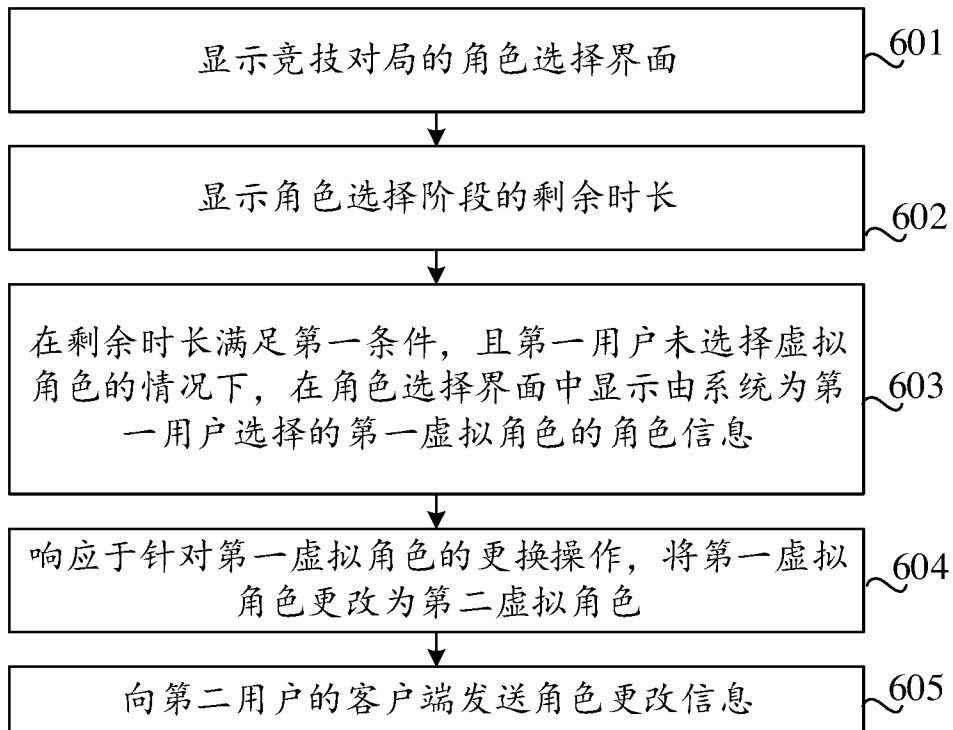 显示竞技对局的角色选择界面
601
显示角色选择阶段的剩余时长
602
在剩余时长满足第一条件，且第一用户未选择虚拟
角色的情况下，在角色选择界面中显示由系统为第
一用户选择的第一虚拟角色的角色信息
603
响应于针对第一虚拟角色的更换操作，将第一虚拟
角色更改为第二虚拟角色
604
向第二用户的客户端发送角色更改信息
605